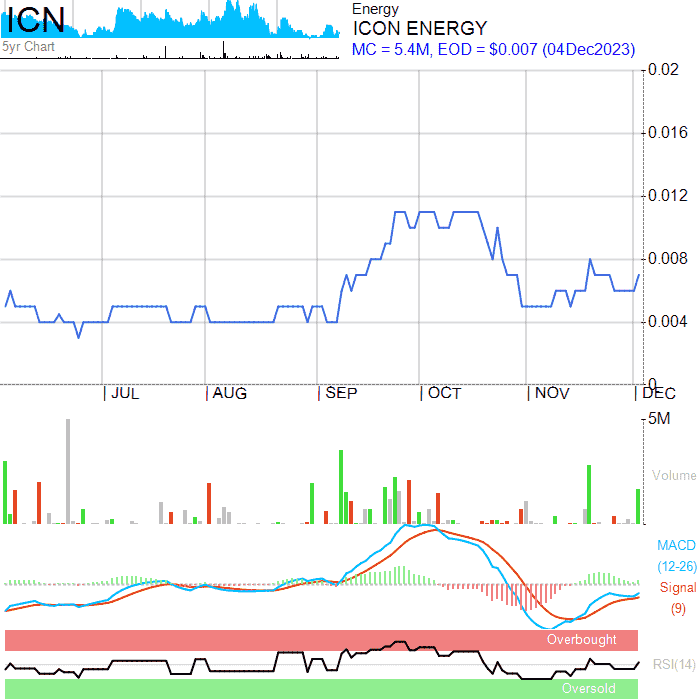 ICN
5yr Chart
Energy
ICON ENERGY
MC = 5.4M, EOD = $0.007 (04Dec2023)
0.02
0.016
0.012
0.008
0.004
0
JUL
AUG
SEP
OCT
NOV
DEC
5M
Volume
MACD
(12-26)
Signal
(9)
Overbought
RSI(14)
Oversold